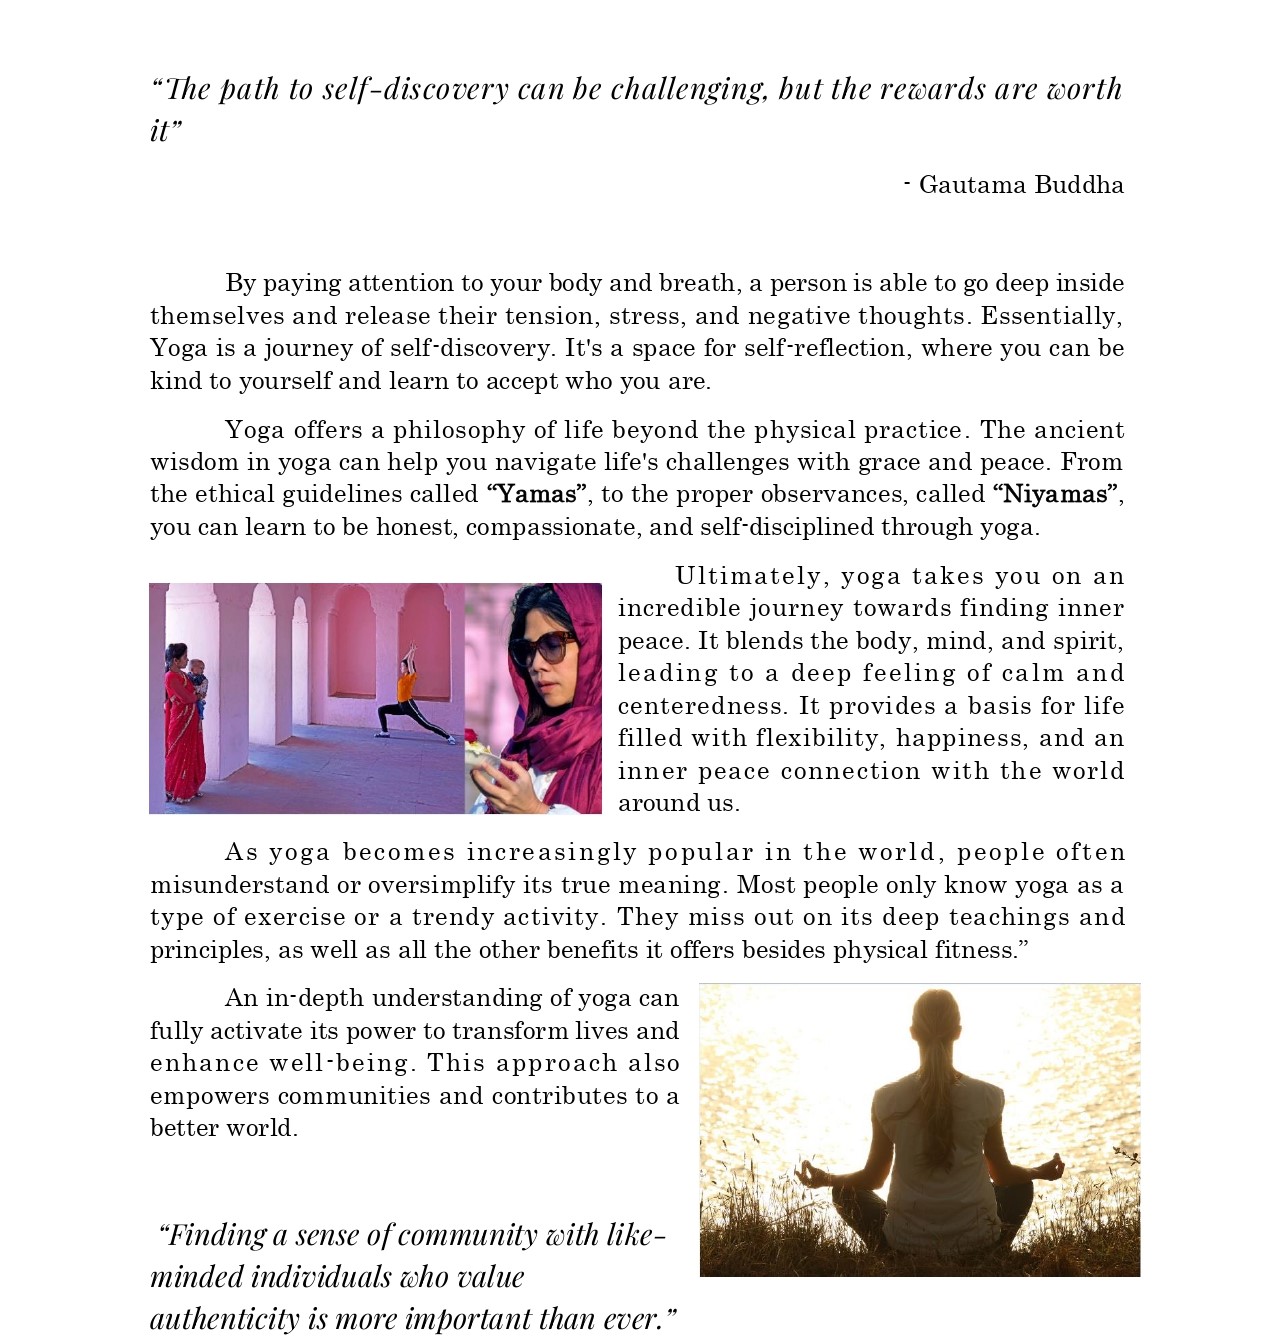 “The path to self-discovery can be challenging, but the rewards are worth
it”
- Gautama Buddha
By paying attention to your body and breath, a person is able to go deep inside
themselves and release their tension, stress, and negative thoughts. Essentially,
Yoga is a journey of self-discovery. It's a space for self-reflection, where you can be
kind to yourself and learn to accept who you are.
Yoga offers a philosophy of life beyond the physical practice. The ancient
wisdom in yoga can help you navigate life's challenges with grace and peace. From
the ethical guidelines called “Yamas”, to the proper observances, called “Niyamas”,
you can learn to be honest, compassionate, and self-disciplined through yoga.
Ultimately, yoga takes you on an
incredible journey towards finding inner
peace. It blends the body, mind, and spirit,
leading to a deep feeling of calm and
centeredness. It provides a basis for life
filled with flexibility, happiness, and an
inner peace connection with the world
around us.
As yoga becomes increasingly popular in the world, people often
misunderstand or oversimplify its true meaning. Most people only know yoga as a
type of exercise or a trendy activity. They miss out on its deep teachings and
principles, as well as all the other benefits it offers besides physical fitness.”
An in-depth understanding of yoga can
fully activate its power to transform lives and
enhance well-being. This approach also
empowers communities and contributes to a
better world.
“Finding a sense of community with like-
minded individuals who value
authenticity is more important than ever.”